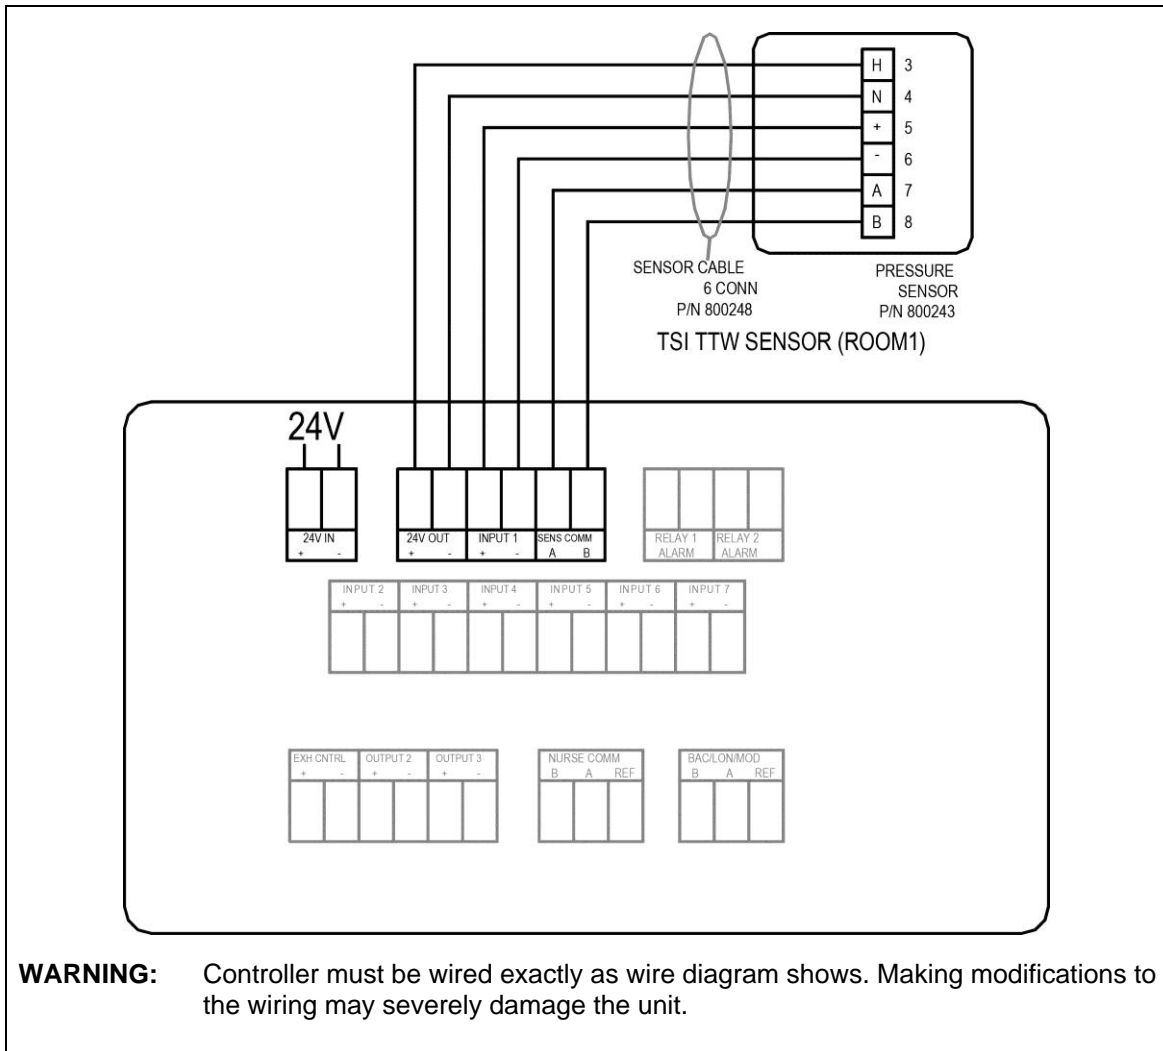 H 3
N 4
+ 5
- 6
A 7
B 8
SENSOR CABLE
6 CONN
P/N 800248
PRESSURE
SENSOR
P/N 800243
TSI TTW SENSOR (ROOM1)
24V
24V IN
+ -
24V OUT
+ -
INPUT 1
+ -
SENS COMM
A B
RELAY 1
ALARM
RELAY 2
ALARM
INPUT 2
+ -
INPUT 3
+ -
INPUT 4
+ -
INPUT 5
+ -
INPUT 6
+ -
INPUT 7
+ -
EXH CNTRL
+ -
OUTPUT 2
+ -
OUTPUT 3
+ -
NURSE COMM
B A REF
BAC/LON/MOD
B A REF
WARNING: Controller must be wired exactly as wire diagram shows. Making modifications to
the wiring may severely damage the unit.